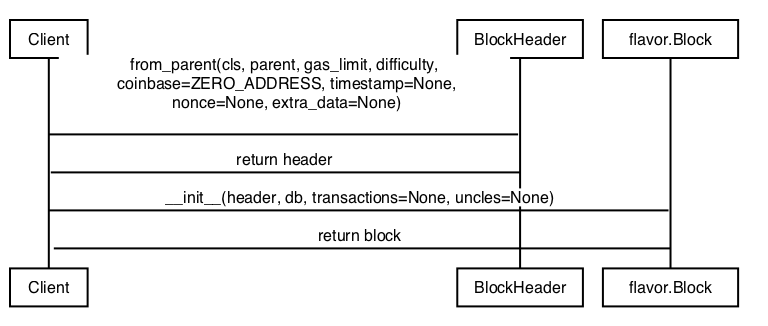 Client
BlockHeader
flavor.Block
from_parent(cls, parent, gas_limit, difficulty,
coinbase=ZERO_ADDRESS, timestamp=None,
nonce=None, extra_data=None)
return header
__init__(header, db, transactions=None, uncles=None)
return block
Client
BlockHeader
flavor.Block